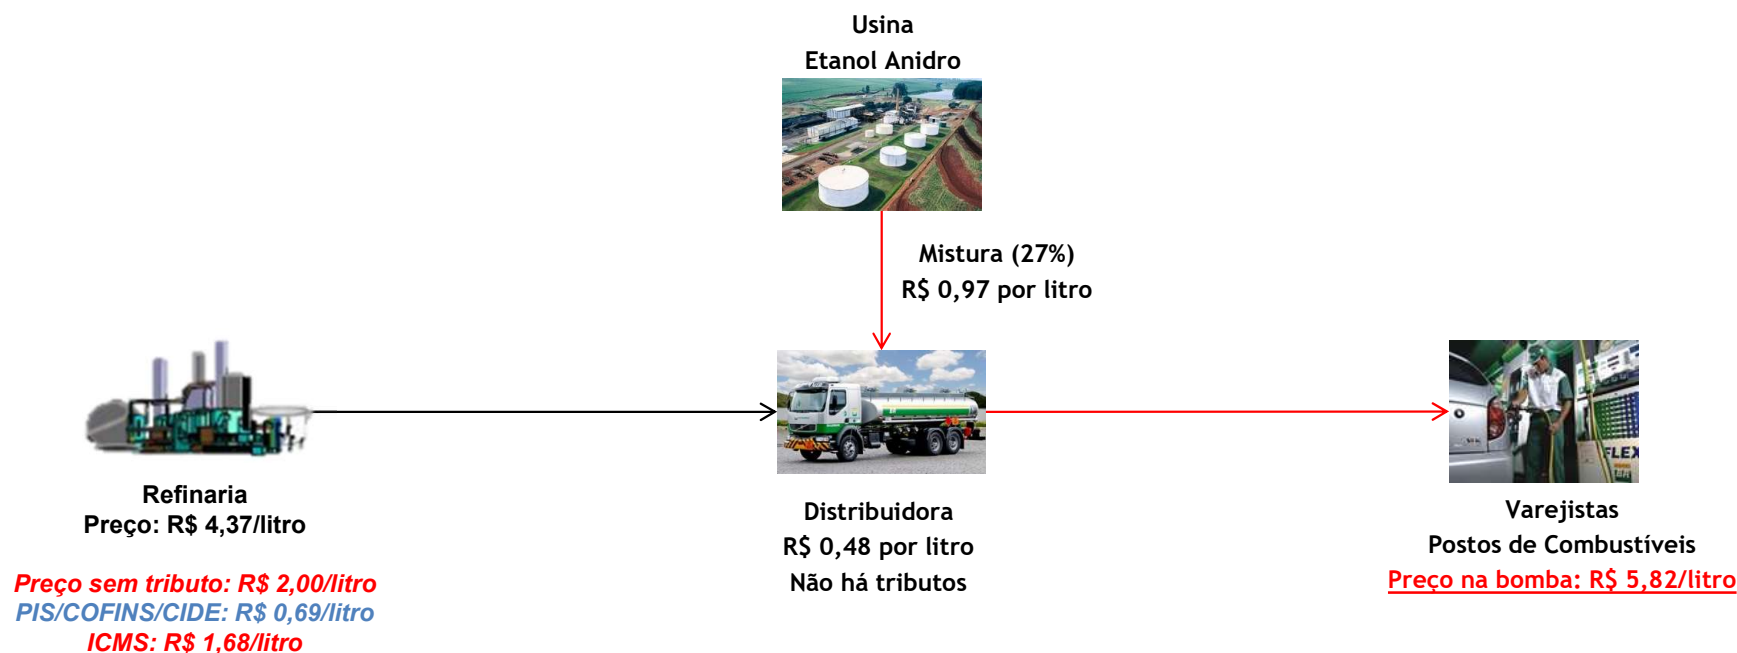 Usina
Etanol Anidro
Mistura (27%)
R$ 0,97 por litro
Refinaria
Preço: R$ 4,37/litro
Preço sem tributo: R$ 2,00/litro
PIS/COFINS/CIDE: R$ 0,69/litro
ICMS: R$ 1,68/litro
Distribuidora
R$ 0,48 por litro
Não há tributos
FLEX
BR
Varejistas
Postos de Combustíveis
Preço na bomba: R$ 5,82/litro